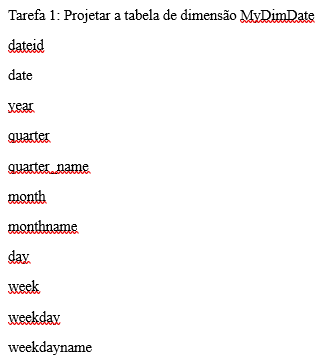 Tarefa 1: Projetar a tabela de dimensão MyDimDate
dateid
date
year
quarter
quarter_name
month
monthname
day
week
weekday
weekdayname